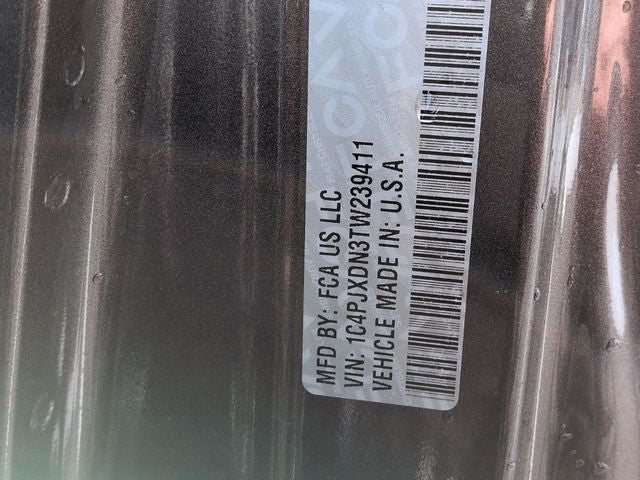 MFD BY: FCA US LLC
VIN: 1C4PJXDN3TW239411
VEHICLE MADE IN: U.S.A.